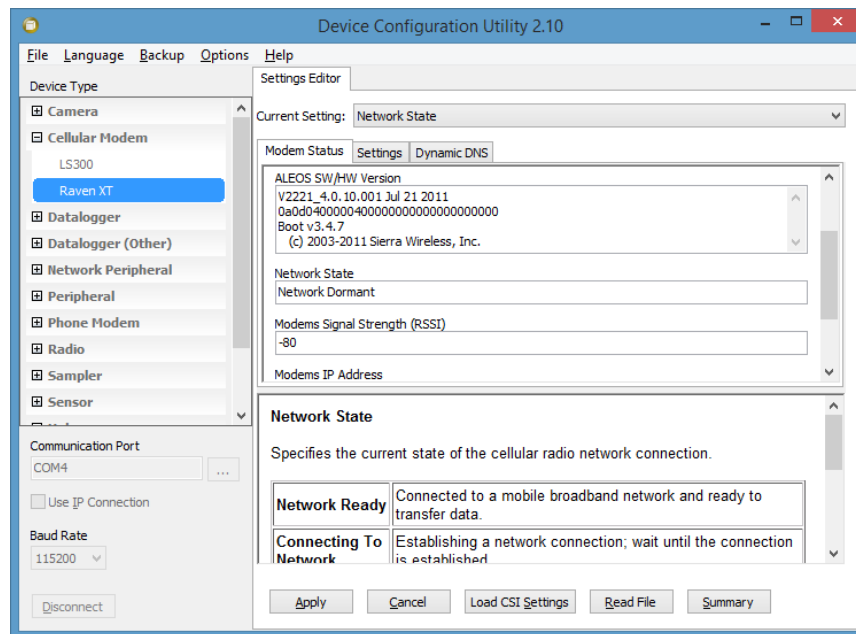 Device Configuration Utility 2.10
File Language Backup Options Help
Device Type
Camera
Cellular Modem
LS300
Raven XT
Datalogger
Datalogger (Other)
Network Peripheral
Peripheral
Phone Modem
Radio
Sampler
Sensor
Communication Port
COM4
...
Use IP Connection
Baud Rate
115200
Disconnect
Settings Editor
Current Setting: Network State
Modem Status Settings Dynamic DNS
ALEOS SW/HW Version
V2221_4.0.10.001 Jul 21 2011
0a0d04000004000000000000000000
Boot v3.4.7
(c) 2003-2011 Sierra Wireless, Inc.
Network State
Network Dormant
Modems Signal Strength (RSSI)
-80
Modems IP Address
Network State
Specifies the current state of the cellular radio network connection.
Network Ready Connected to a mobile broadband network and ready to
transfer data.
Connecting To Establishing a network connection; wait until the connection
Network is established
Apply Cancel Load CSI Settings Read File Summary